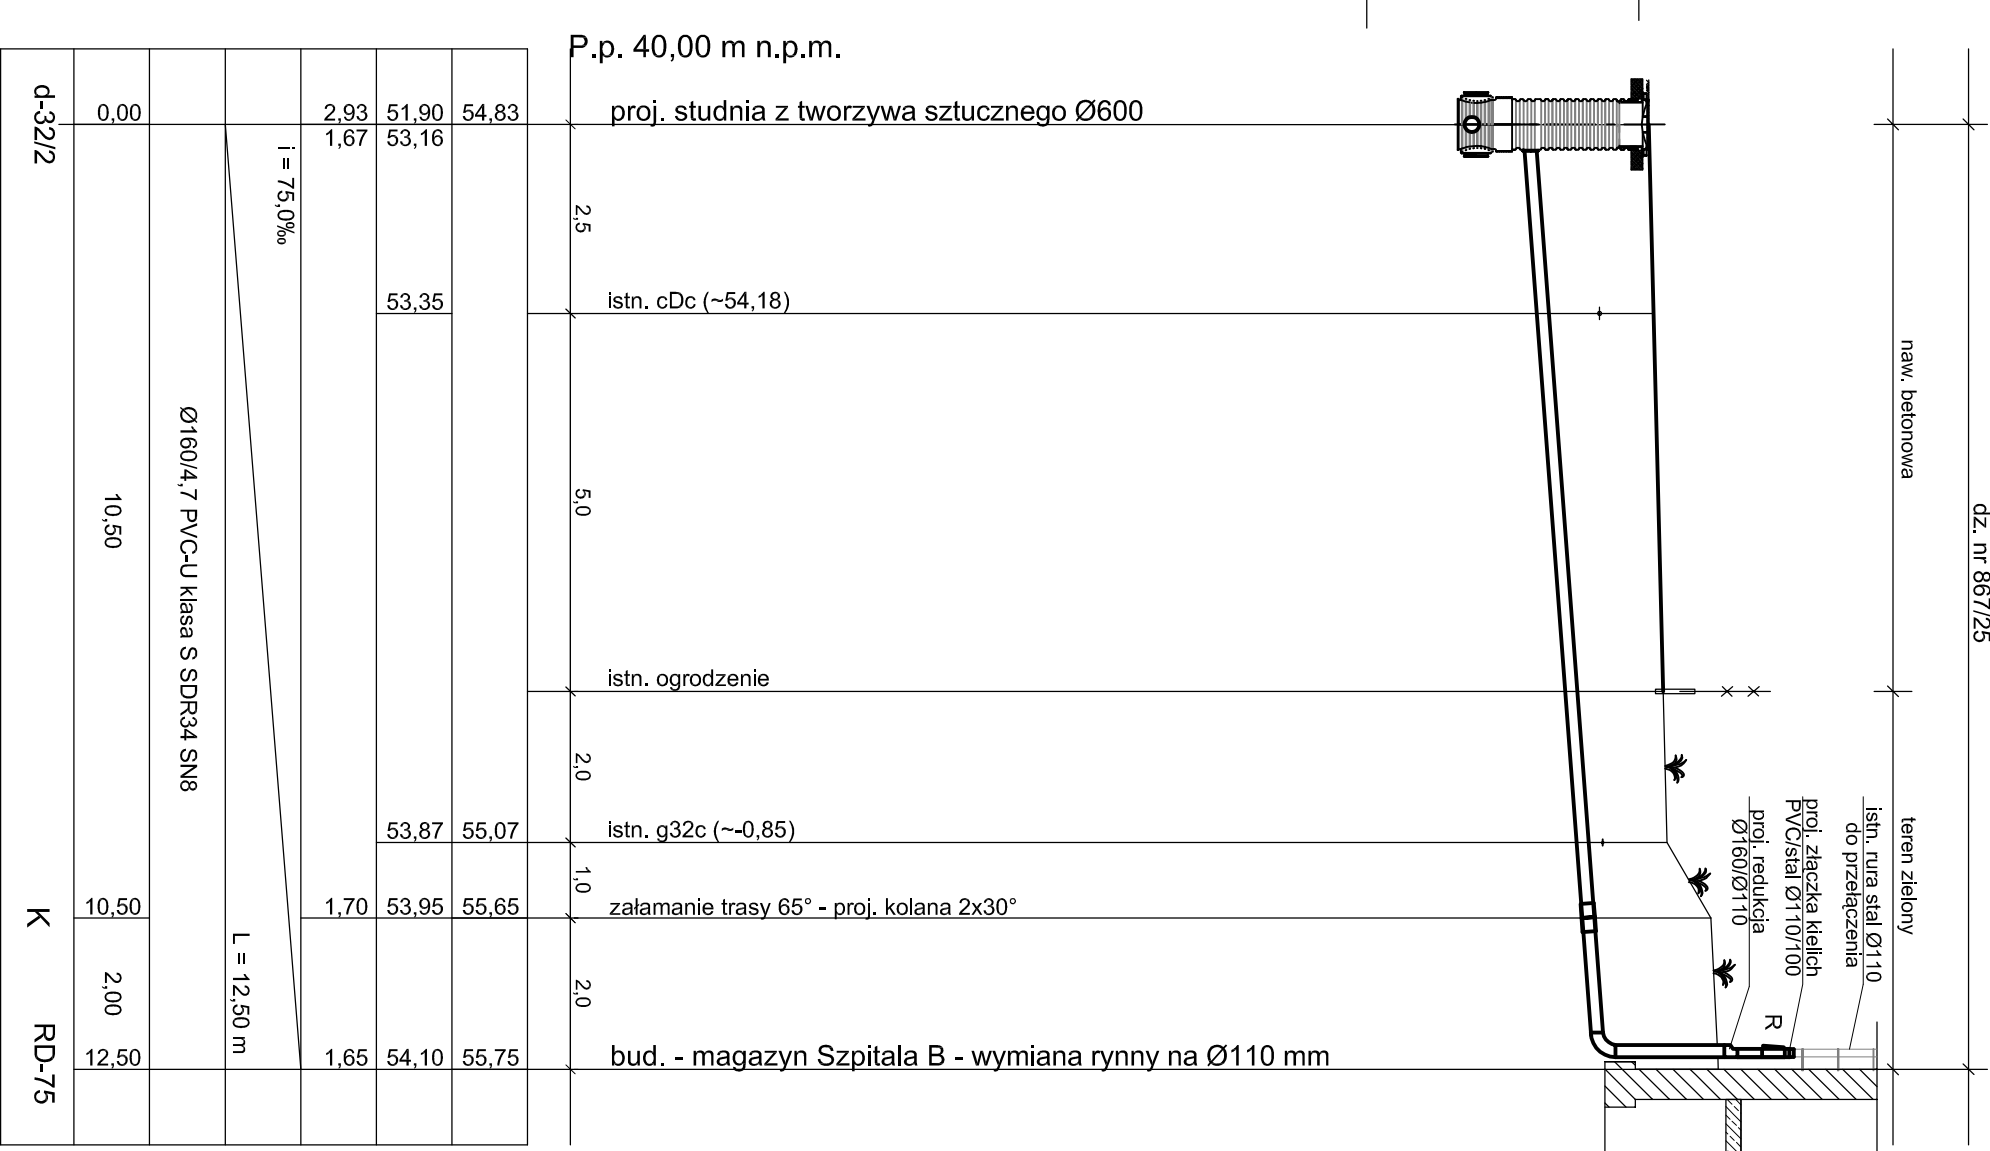 P.p. 40,00 m n.p.m.
d-32/2
0,00
2,93
51,90
54,83
proj. studnia z tworzywa sztucznego Ø600
1,67
53,16
i = 75,0‰
2,5
53,35
istn. cDc (~54,18)
naw. betonowa
dz. nr 867/25
10,50
Ø160/4,7 PVC-U klasa S SDR34 SN8
5,0
istn. ogrodzenie
2,0
53,87
55,07
istn. g32c (~-0,85)
1,0
teren zielony
istn. rura stal Ø110
do przełączenia
proj. złączka kielich
PVC/stal Ø110/100
proj. redukcja
Ø160/Ø110
K
10,50
1,70
53,95
55,65
załamanie trasy 65° - proj. kolana 2x30°
2,00
L = 12,50 m
2,0
R
RD-75
12,50
1,65
54,10
55,75
bud. - magazyn Szpitala B - wymiana rynny na Ø110 mm